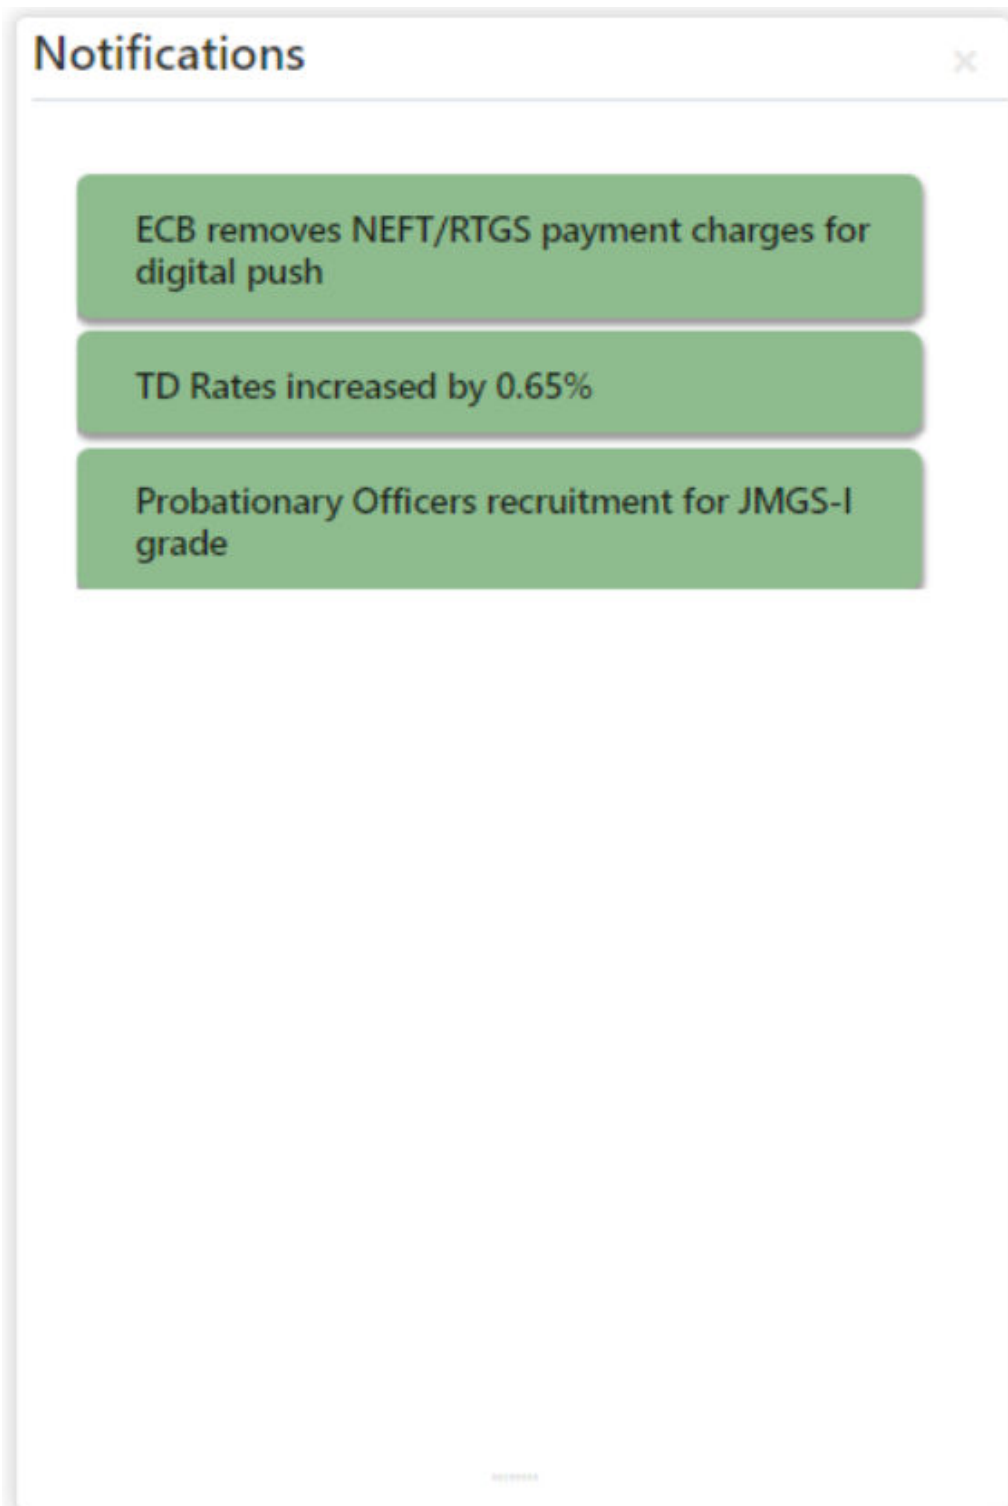 Notifications
ECB removes NEFT/RTGS payment charges for
digital push
TD Rates increased by 0.65%
Probationary Officers recruitment for JMGS-I
grade